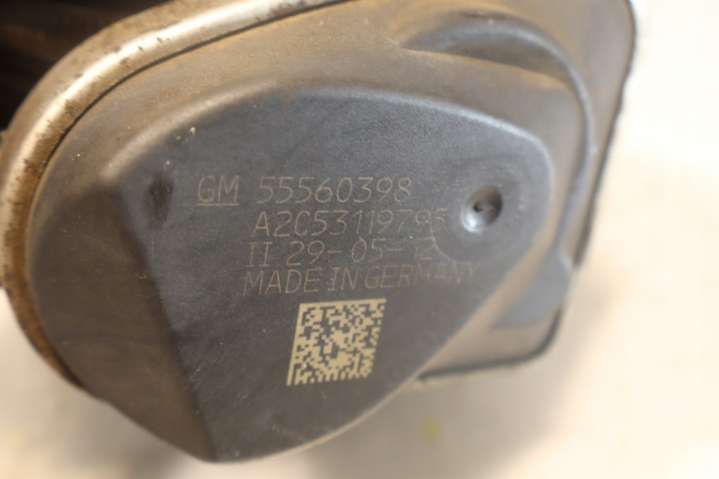 GM 55560398
A2C53119795
II 29-05-12
MADE IN GERMANY